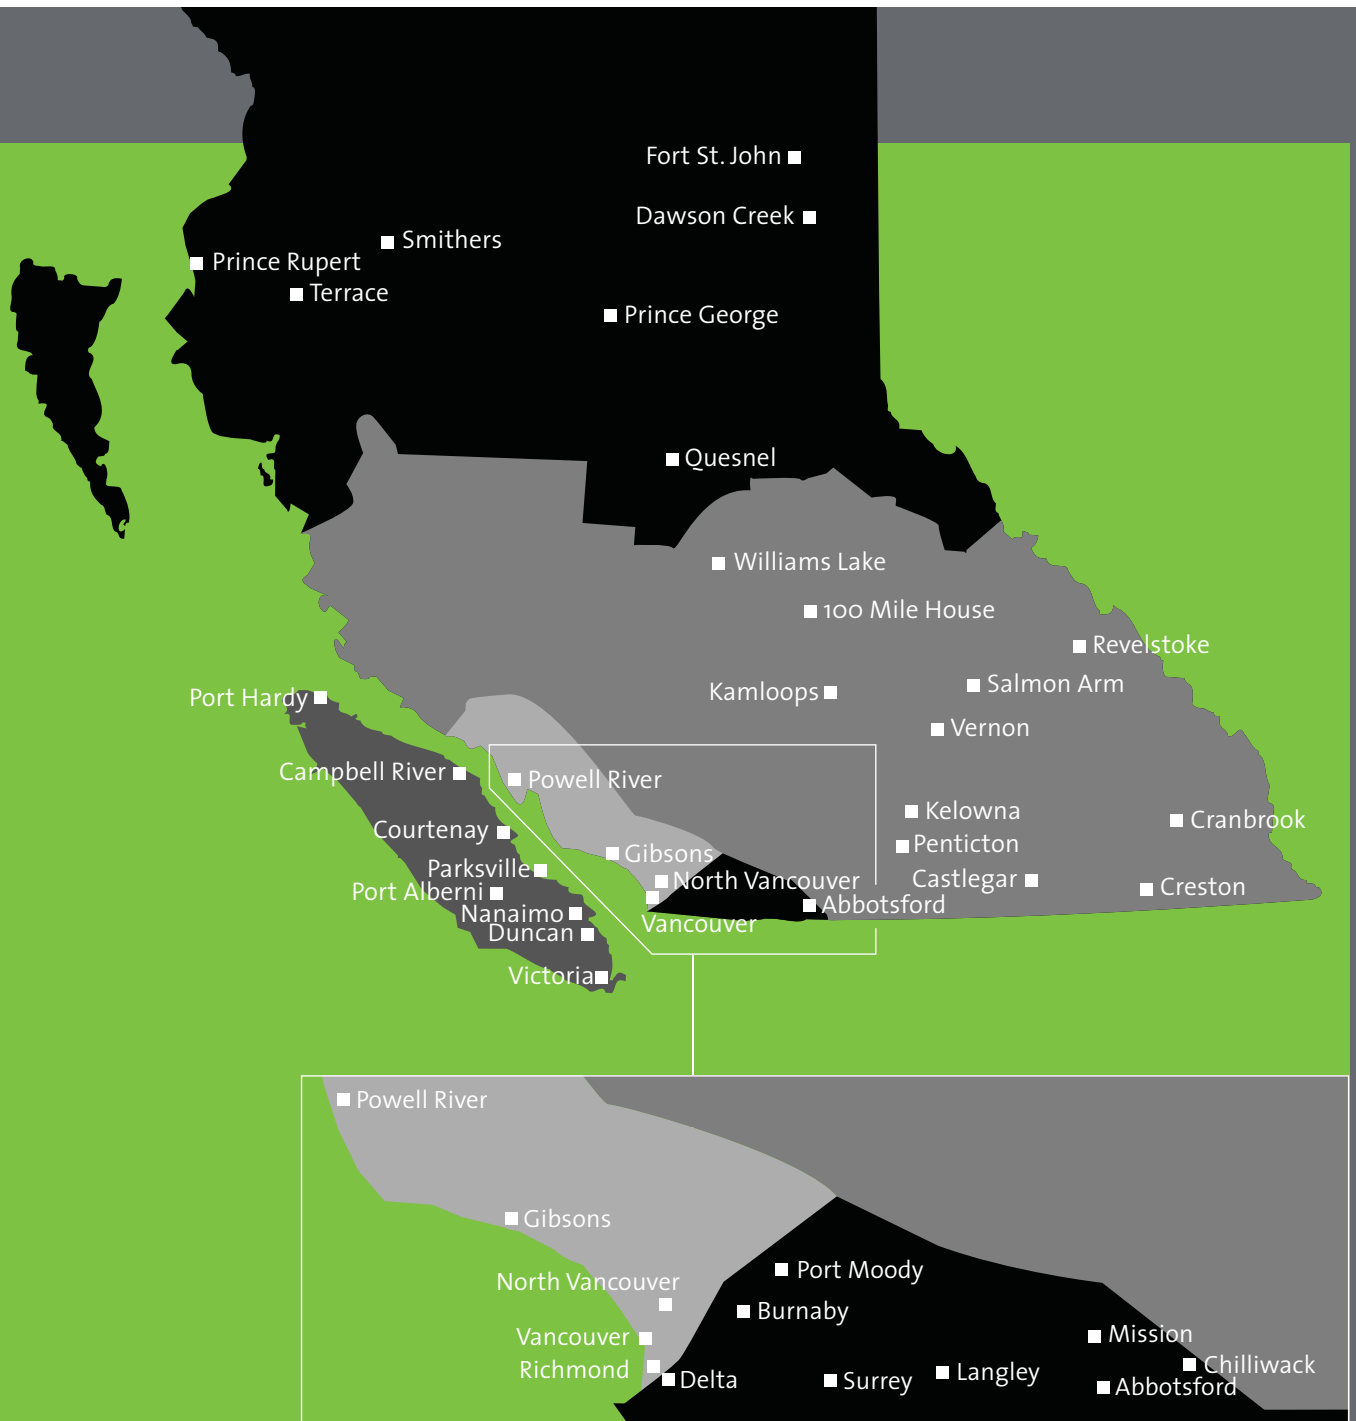 Fort St. John
Dawson Creek
Smithers
Prince Rupert
Terrace
Prince George
Quesnel
Williams Lake
100 Mile House
Revelstoke
Salmon Arm
Kamloops
Port Hardy
Vernon
Campbell River
Powell River
Kelowna
Cranbrook
Courtenay
Penticton
Gibsons
Parksville
North Vancouver
Castlegar
Creston
Port Alberni
Abbotsford
Nanaimo
Vancouver
Duncan
Victoria
Powell River
Gibsons
Port Moody
North Vancouver
Burnaby
Mission
Vancouver
Chilliwack
Richmond
Langley
Delta
Surrey
Abbotsford